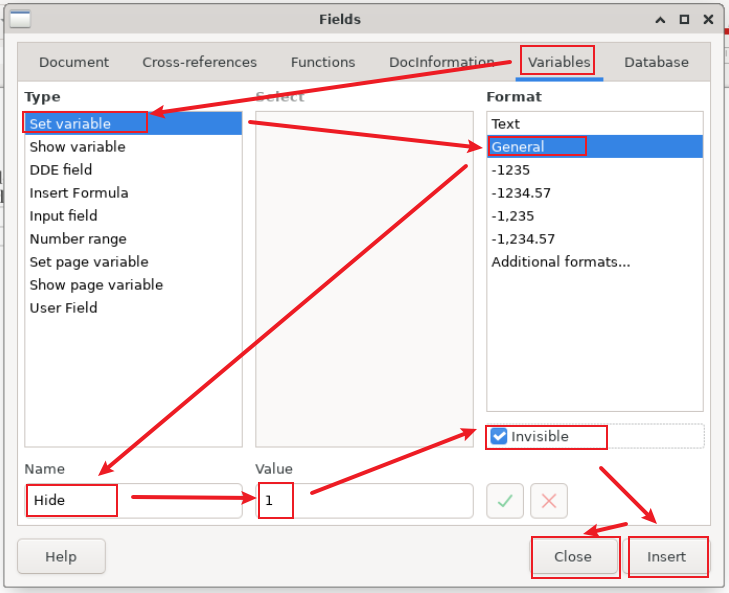 Fields
Document Cross-references Functions DocInformation Variables Database
Type Select Format
Set variable
Show variable
DDE field
Insert Formula
Input field
Number range
Set page variable
Show page variable
User Field
Text
General
-1235
-1234.57
-1,235
-1,234.57
Additional formats...
Invisible
Name Value
Hide 1
Help Close Insert